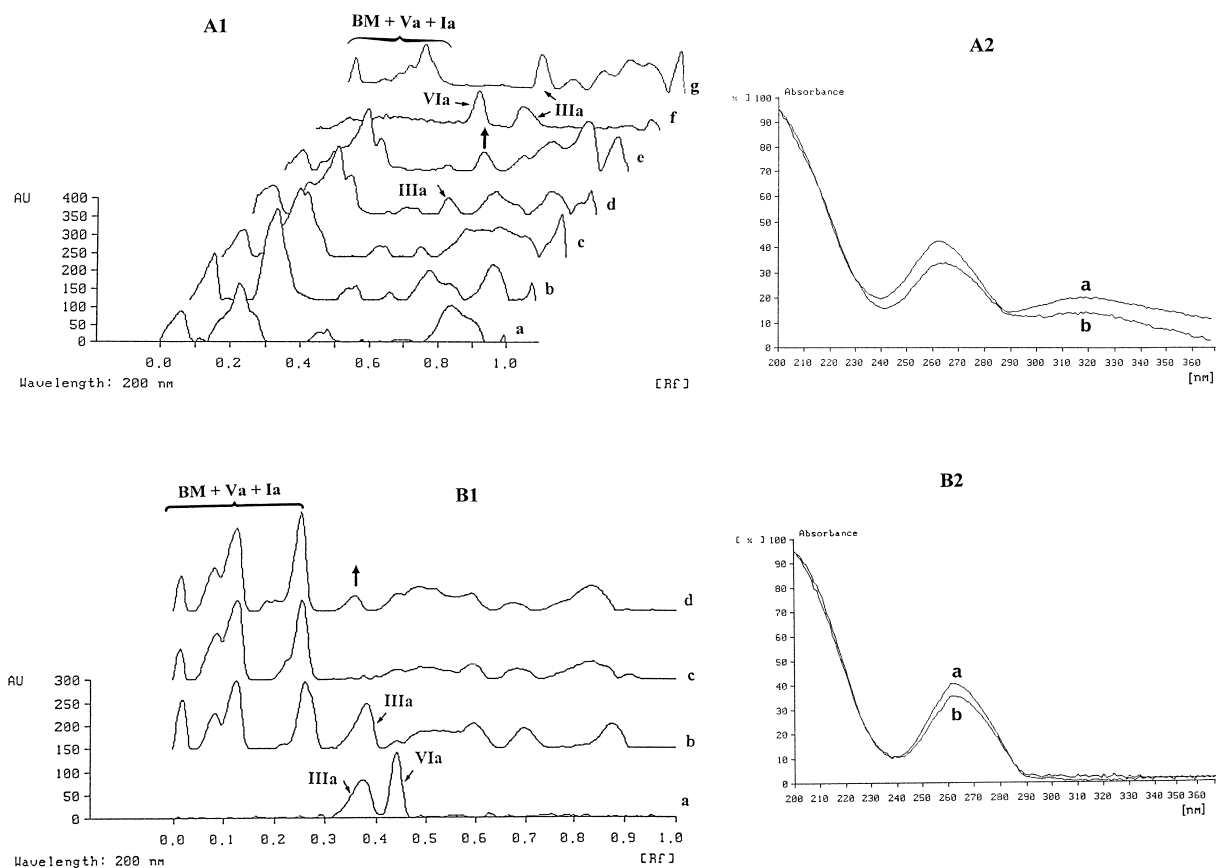 A1
BM + Va + Ia
g
VIa
IIIa
f
e
IIIa
d
c
b
a
AU
400
350
300
250
200
150
100
50
0
0.0 0.2 0.4 0.6 0.8 1.0
Wavelength: 200 nm
[Rf]
A2
% ] 100
Absorbance
90
80
70
60
50
40
30
20
10
0
a
b
200 210 220 230 240 250 260 270 280 290 300 310 320 330 340 350 360
[nm]
B1
BM + Va + Ia
d
c
IIIa
b
IIIa
VIa
a
AU
300
250
200
150
100
50
0
0.0 0.1 0.2 0.3 0.4 0.5 0.6 0.7 0.8 0.9 1.0
Wavelength: 200 nm
[Rf]
B2
[ % ] 100
Absorbance
90
80
70
60
50
40
30
20
10
0
a
b
200 210 220 230 240 250 260 270 280 290 300 310 320 330 340 350 360
[nm]